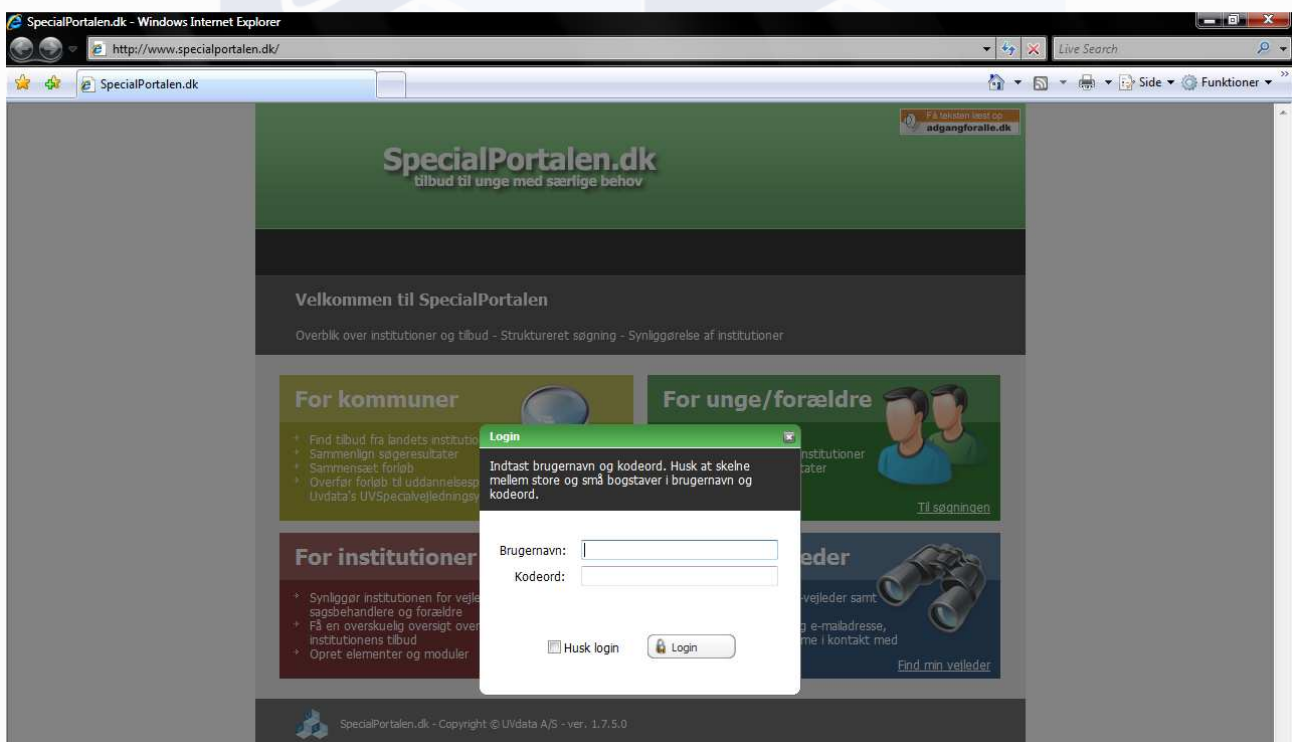 SpecialPortalen.dk - Windows Internet Explorer
http://www.specialportalen.dk/
Live Search
SpecialPortalen.dk
Side
Funktioner
Få teksten læst op
adgangforalle.dk
SpecialPortalen.dk
tilbud til unge med særlige behov
Velkommen til SpecialPortalen
Overblik over institutioner og tilbud - Struktureret søgning - Synliggørelse af institutioner
For kommuner
Find tilbud fra landets
Sammenlign søgeresultater
Sammensæt forløb
Overfør forløb til
Uvdata's
For unge/forældre
institutioner
Til søgningen
Login
Indtast brugernavn og kodeord. Husk at skelne
mellem store og små bogstaver i brugernavn og
kodeord.
Brugernavn:
Kodeord:
Husk login
Login
For institutioner
Synliggør institutionen for
sagsbehandlere og forældre
Få en overskuelig oversigt over
institutionens tilbud
Opret elementer og moduler
eder
-vejleder samt
g e-mailadresse,
me i kontakt med
Find min vejleder
SpecialPortalen.dk - Copyright © UVdata A/S - ver. 1.7.5.0